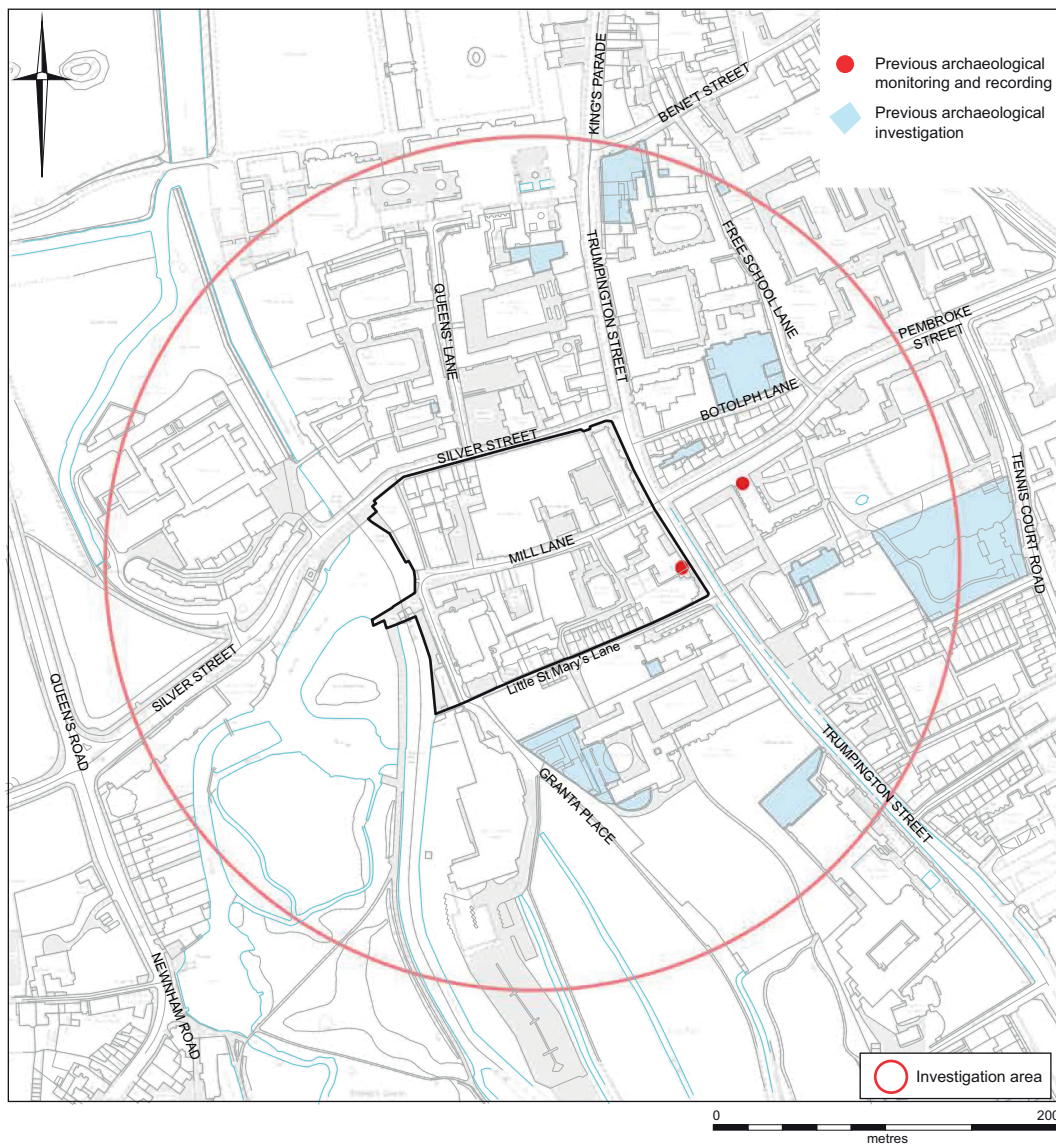 KING'S PARADE
BENE'T STREET
Previous archaeological
monitoring and recording
Previous archaeological
investigation
FREE SCHOOL LANE
TRUMPINGTON STREET
QUEENS' LANE
PEMBROKE
STREET
BOTOLPH LANE
SILVER STREET
TENNIS COURT ROAD
MILL LANE
Little St Mary's Lane
SILVER STREET
QUEEN'S ROAD
TRUMPINGTON STREET
GRANTA PLACE
NEWNHAM ROAD
Investigation area
0
200
metres